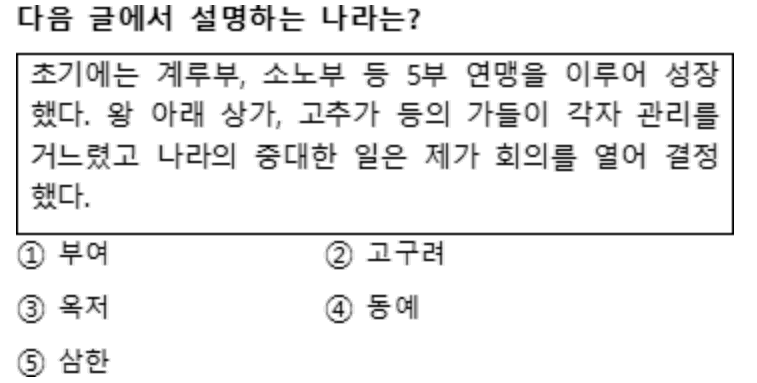 다음 글에서 설명하는 나라는?
초기에는 계루부, 소노부 등 5부 연맹을 이루어 성장
했다. 왕 아래 상가, 고추가 등의 가들이 각자 관리를
거느렸고 나라의 중대한 일은 제가 회의를 열어 결정
했다.
① 부여 ② 고구려
③ 옥저 ④ 동예
⑤ 삼한